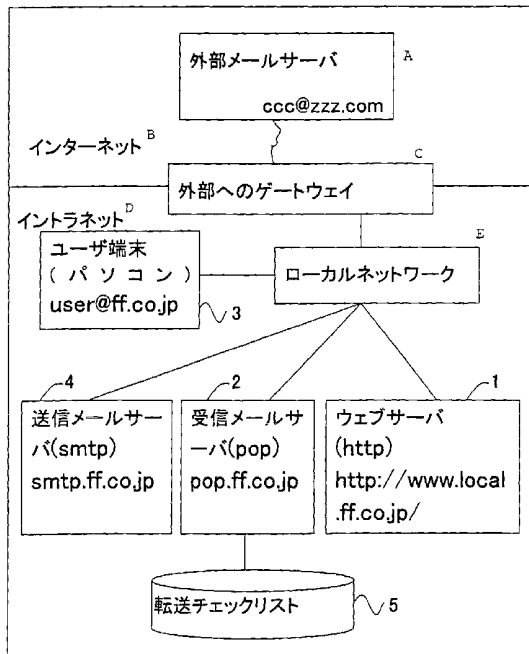 外部メールサーバ
A
ccc@zzz.com
インターネット
B
C
外部へのゲートウェイ
イントラネット
D
E
ユーザ端末
(パソコン)
user@ff.co.jp
3
ローカルネットワーク
4
送信メールサー
バ(smtp)
smtp.ff.co.jp
2
受信メールサ
ーバ(pop)
pop.ff.co.jp
1
ウェブサーバ
(http)
http://www.local
.ff.co.jp/
転送チェックリスト
5